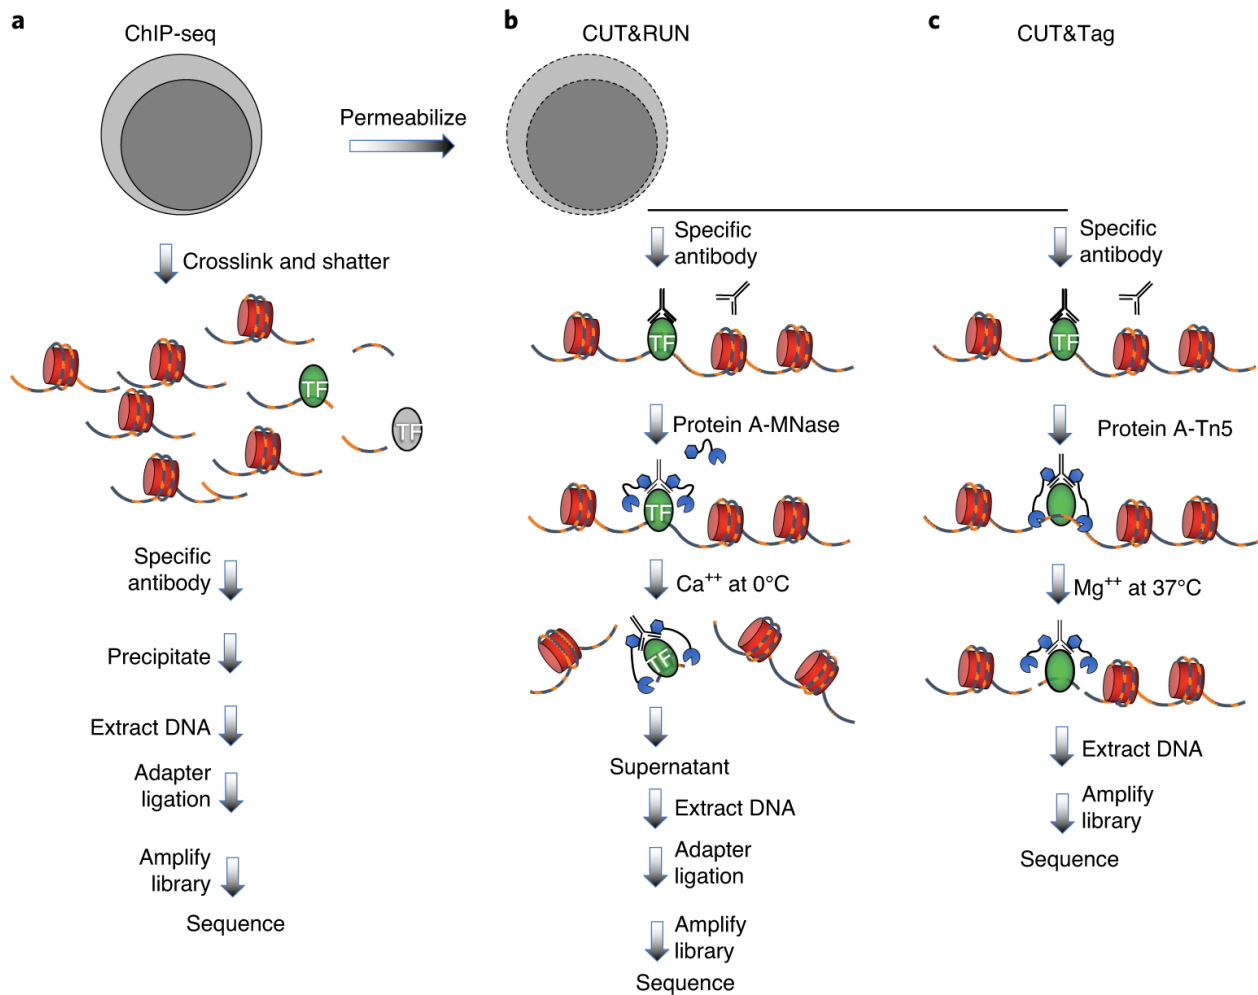 a
ChIP-seq
Crosslink and shatter
TF
TF
Specific
antibody
Precipitate
Extract DNA
Adapter
ligation
Amplify
library
Sequence
Permeabilize
b
CUT&RUN
Specific
antibody
TF
Protein A-MNase
TF
Ca⁺⁺ at 0°C
TF
Supernatant
Extract DNA
Adapter
ligation
Amplify
library
Sequence
c
CUT&Tag
Specific
antibody
TF
Protein A-Tn5
Mg⁺⁺ at 37°C
Extract DNA
Amplify
library
Sequence